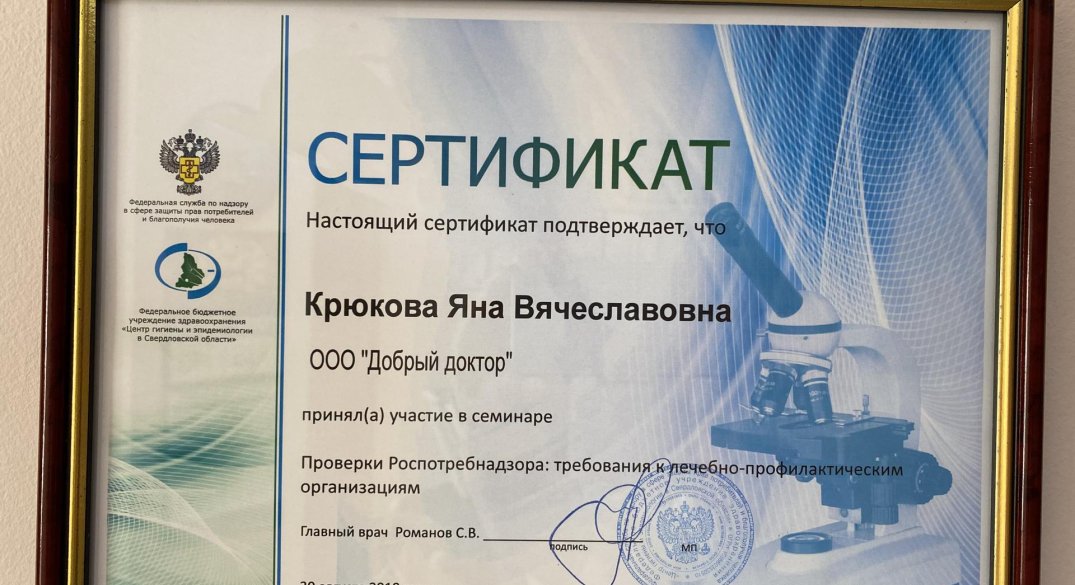 СЕРТИФИКАТ
Настоящий сертификат подтверждает, что
Крюкова Яна Вячеславовна
ООО "Добрый доктор"
принял(а) участие в семинаре
Проверки Роспотребнадзора: требования к лечебно-профилактическим
организациям
Главный врач Романов С.В.
подпись
МП
Федеральная служба по надзору
в сфере защиты прав потребителей
и благополучия человека
Федеральное бюджетное
учреждение здравоохранения
«Центр гигиены и эпидемиологии
в Свердловской области»